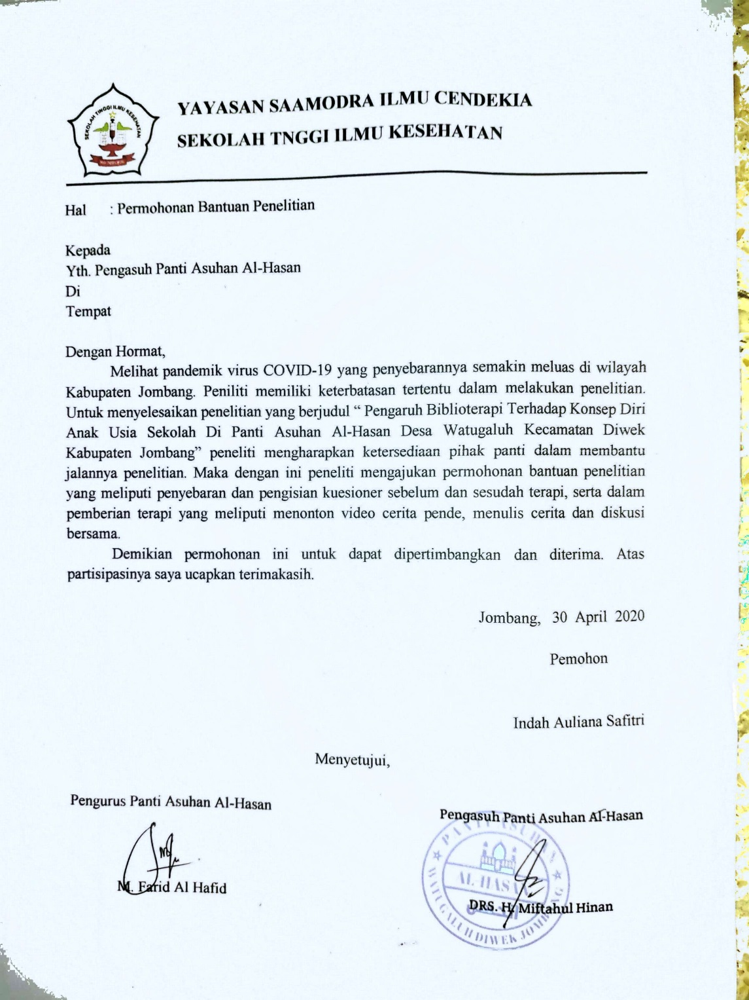 SEKOLAH TINGGI ILMU KESEHATAN
YAYASAN SAAMODRA ILMU CENDEKIA
SEKOLAH TNGGI ILMU KESEHATAN
Hal : Permohonan Bantuan Penelitian
Kepada
Yth. Pengasuh Panti Asuhan Al-Hasan
Di
Tempat
Dengan Hormat,
Melihat pandemik virus COVID-19 yang penyebarannya semakin meluas di wilayah
Kabupaten Jombang. Peniliti memiliki keterbatasan tertentu dalam melakukan penelitian.
Untuk menyelesaikan penelitian yang berjudul “ Pengaruh Biblioterapi Terhadap Konsep Diri
Anak Usia Sekolah Di Panti Asuhan Al-Hasan Desa Watugaluh Kecamatan Diwek
Kabupaten Jombang” peneliti mengharapkan ketersediaan pihak panti dalam membantu
jalannya penelitian. Maka dengan ini peneliti mengajukan permohonan bantuan penelitian
yang meliputi penyebaran dan pengisian kuesioner sebelum dan sesudah terapi, serta dalam
pemberian terapi yang meliputi menonton video cerita pende, menulis cerita dan diskusi
bersama.
Demikian permohonan ini untuk dapat dipertimbangkan dan diterima. Atas
partisipasinya saya ucapkan terimakasih.
Jombang, 30 April 2020
Pemohon
Indah Auliana Safitri
Menyetujui,
Pengurus Panti Asuhan Al-Hasan
M. Farid Al Hafid
Pengasuh Panti Asuhan Al-Hasan
PANTI ASUHAN
AL HASAN
WATUGALUH DIWEK JOMBANG
DRS. H. Miftahul Hinan